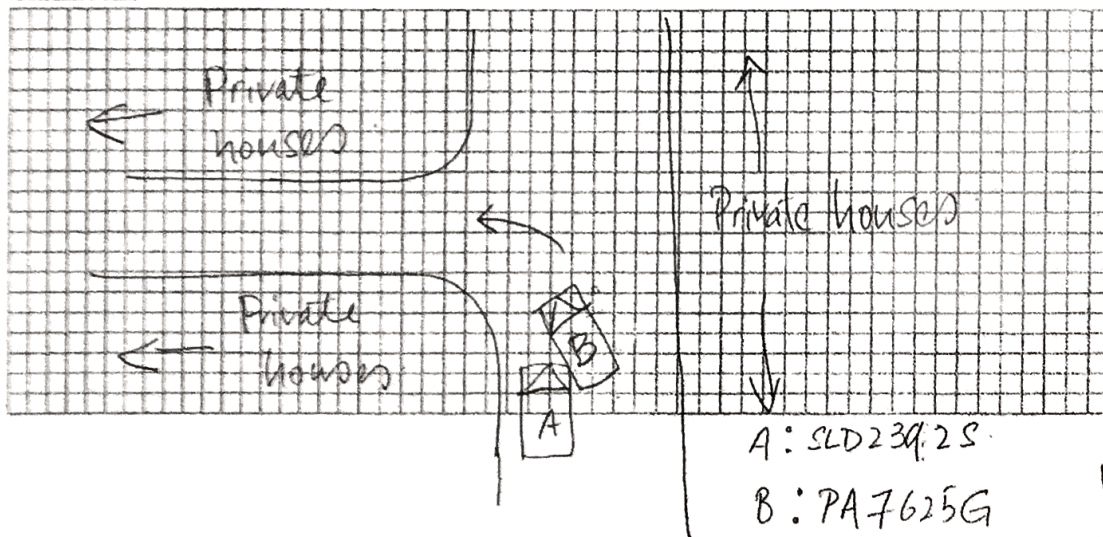 Private
houses
Private houses
Private
houses
B
A
A : SLD2392S
B : PA7625G